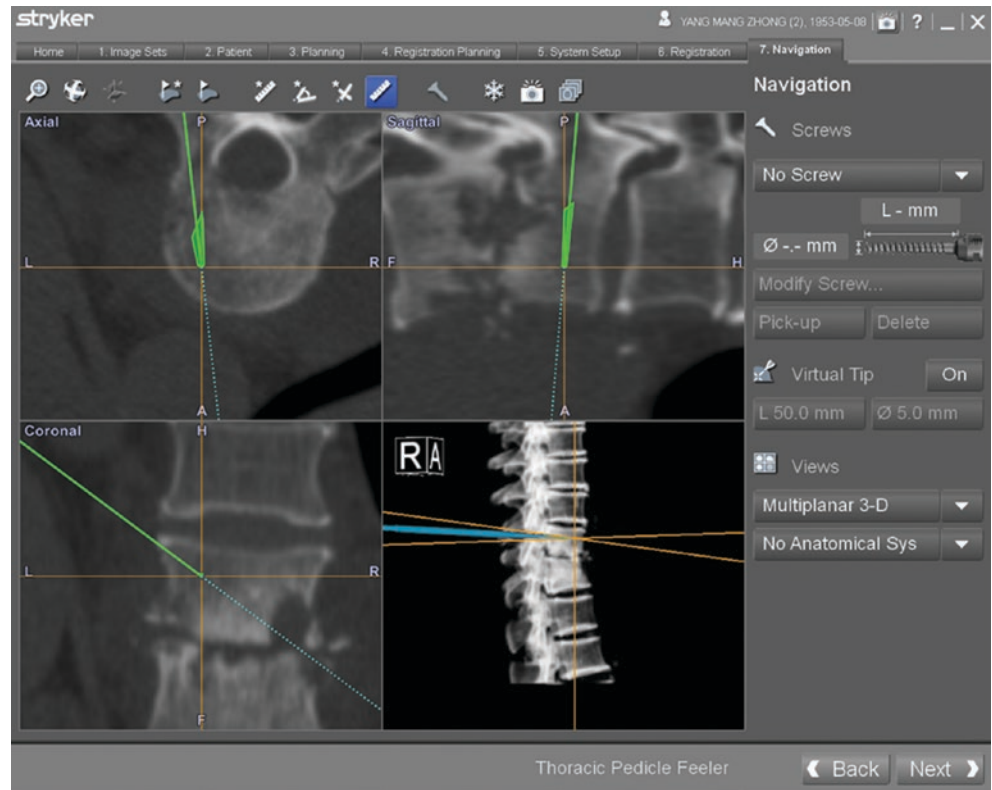 stryker
YANG MANG ZHONG (2), 1953-05-08
?
Home
1. Image Sets
2. Patient
3. Planning
4. Registration Planning
5. System Setup
6. Registration
7. Navigation
Navigation
Screws
No Screw
L - mm
Ø -.- mm
Modify Screw...
Pick-up
Delete
Virtual Tip
On
L 50.0 mm
Ø 5.0 mm
Views
Multiplanar 3-D
No Anatomical Sys
Axial
P
L
R
A
Sagittal
P
F
H
A
Coronal
H
L
R
F
R A
Thoracic Pedicle Feeler
Back
Next